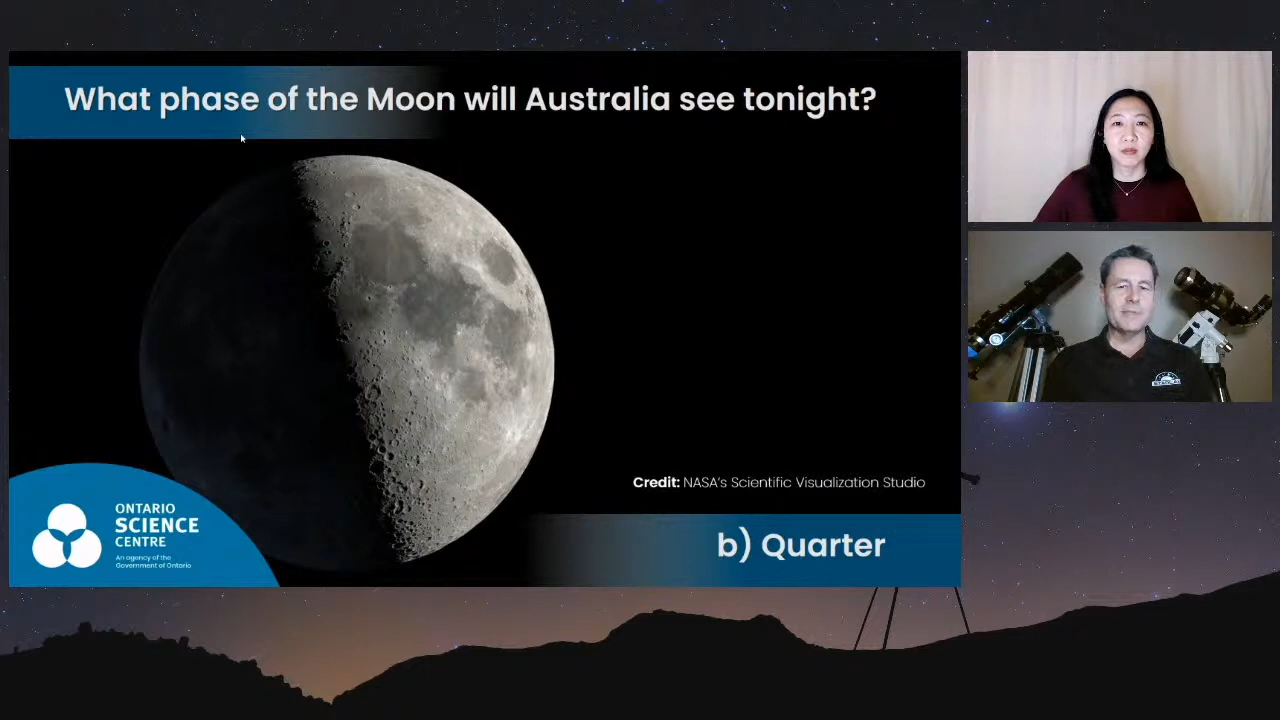 What phase of the Moon will Australia see tonight?
Credit: NASA's Scientific Visualization Studio
ONTARIO
SCIENCE
CENTRE
An agency of the
Government of Ontario
b) Quarter